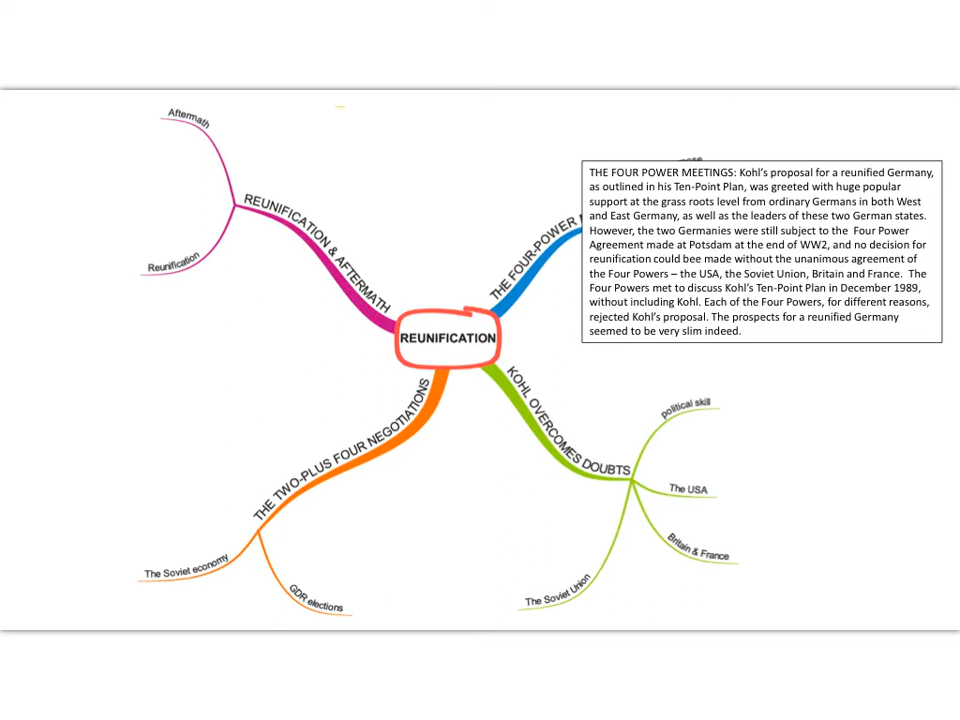 Aftermath
REUNIFICATION & AFTERMATH
Reunification
THE FOUR-POWER
THE FOUR POWER MEETINGS: Kohl's proposal for a reunified Germany,
as outlined in his Ten-Point Plan, was greeted with huge popular
support at the grass roots level from ordinary Germans in both West
and East Germany, as well as the leaders of these two German states.
However, the two Germanies were still subject to the Four Power
Agreement made at Potsdam at the end of WW2, and no decision for
reunification could bee made without the unanimous agreement of
the Four Powers – the USA, the Soviet Union, Britain and France. The
Four Powers met to discuss Kohl's Ten-Point Plan in December 1989,
without including Kohl. Each of the Four Powers, for different reasons,
rejected Kohl's proposal. The prospects for a reunified Germany
seemed to be very slim indeed.
REUNIFICATION
KOHL OVERCOMES DOUBTS
political skill
The USA
Britain & France
The Soviet Union
THE TWO-PLUS FOUR NEGOTIATIONS
The Soviet economy
GDR elections